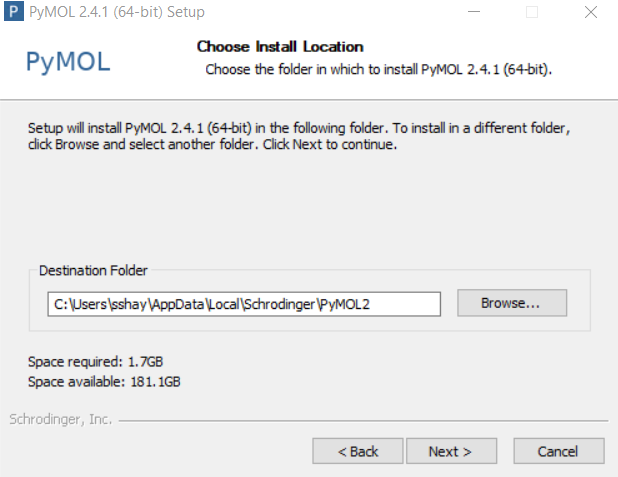 P PyMOL 2.4.1 (64-bit) Setup
PyMOL
Choose Install Location
Choose the folder in which to install PyMOL 2.4.1 (64-bit).
Setup will install PyMOL 2.4.1 (64-bit) in the following folder. To install in a different folder,
click Browse and select another folder. Click Next to continue.
Destination Folder
C:\Users\sshay\AppData\Local\Schrodinger\PyMOL2
Browse...
Space required: 1.7GB
Space available: 181.1GB
Schrodinger, Inc.
< Back
Next >
Cancel